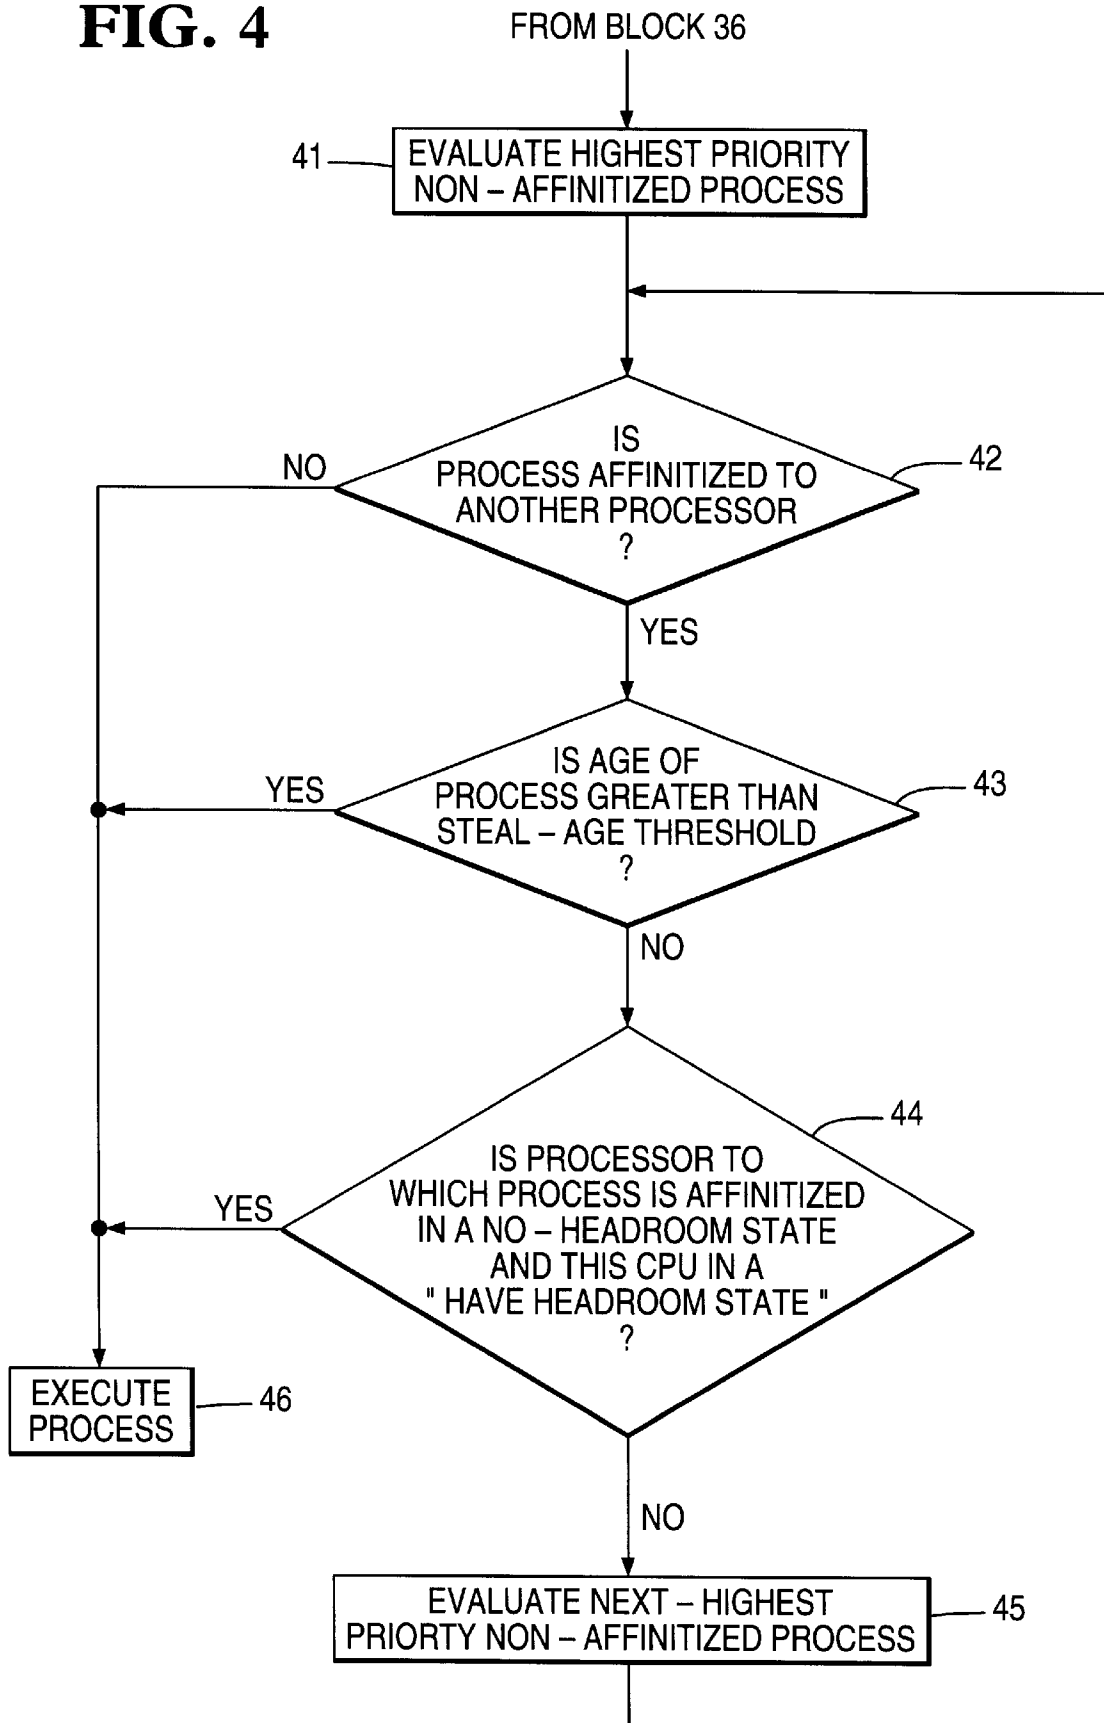 FIG. 4
FROM BLOCK 36
41
EVALUATE HIGHEST PRIORITY
NON – AFFINITIZED PROCESS
IS
PROCESS AFFINITIZED TO
ANOTHER PROCESSOR
?
42
NO
YES
IS AGE OF
PROCESS GREATER THAN
STEAL – AGE THRESHOLD
?
43
YES
NO
44
IS PROCESSOR TO
WHICH PROCESS IS AFFINITIZED
IN A NO – HEADROOM STATE
AND THIS CPU IN A
" HAVE HEADROOM STATE "
?
YES
EXECUTE
PROCESS
46
NO
EVALUATE NEXT – HIGHEST
PRIORTY NON – AFFINITIZED PROCESS
45